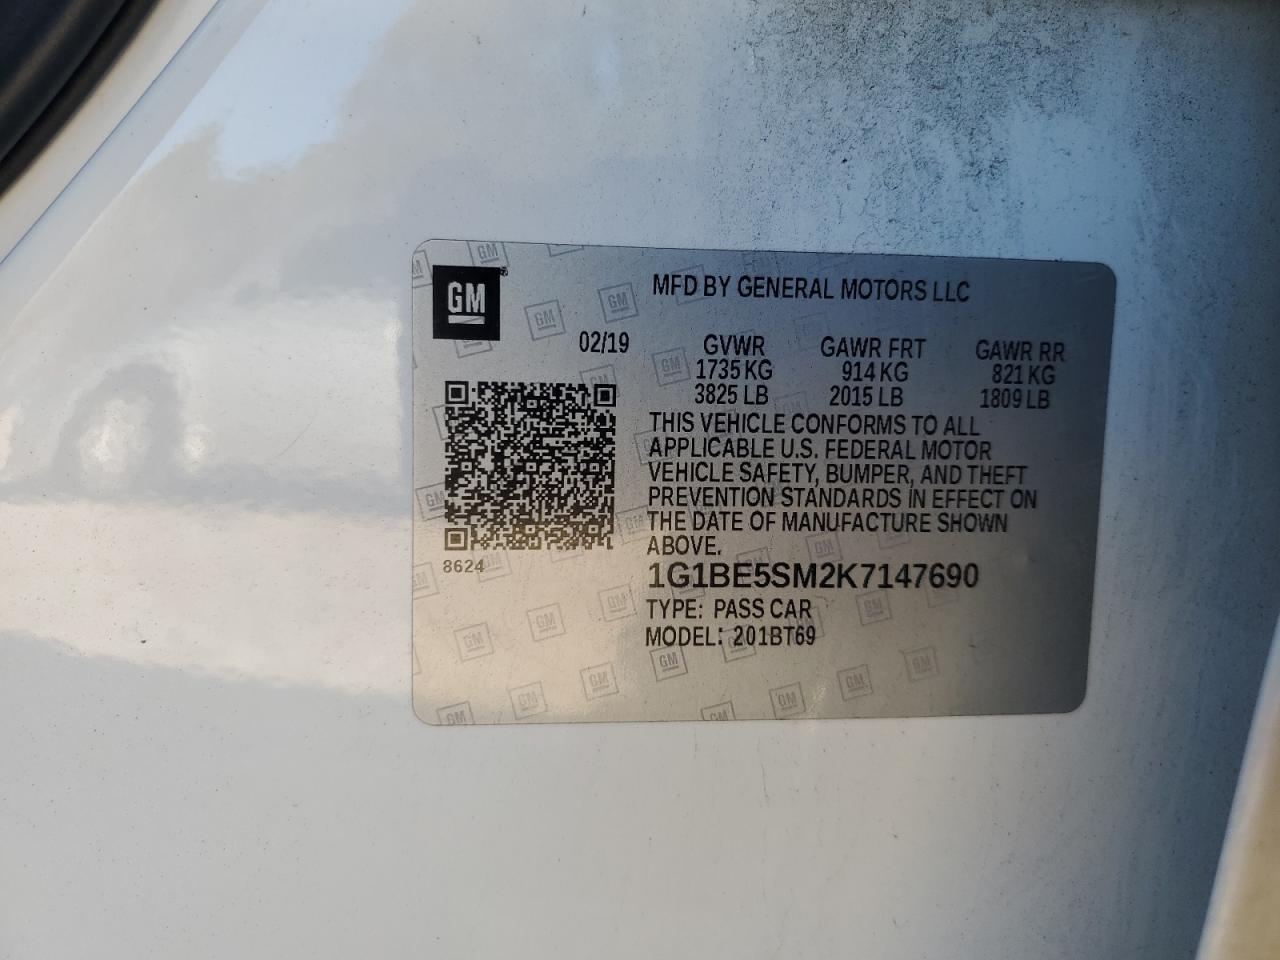 GM
MFD BY GENERAL MOTORS LLC
02/19 GVWR GAWR FRT GAWR RR
1735 KG 914 KG 821 KG
3825 LB 2015 LB 1809 LB
THIS VEHICLE CONFORMS TO ALL
APPLICABLE U.S. FEDERAL MOTOR
VEHICLE SAFETY, BUMPER, AND THEFT
PREVENTION STANDARDS IN EFFECT ON
THE DATE OF MANUFACTURE SHOWN
ABOVE.
8624
1G1BE5SM2K7147690
TYPE: PASS CAR
MODEL: 201BT69